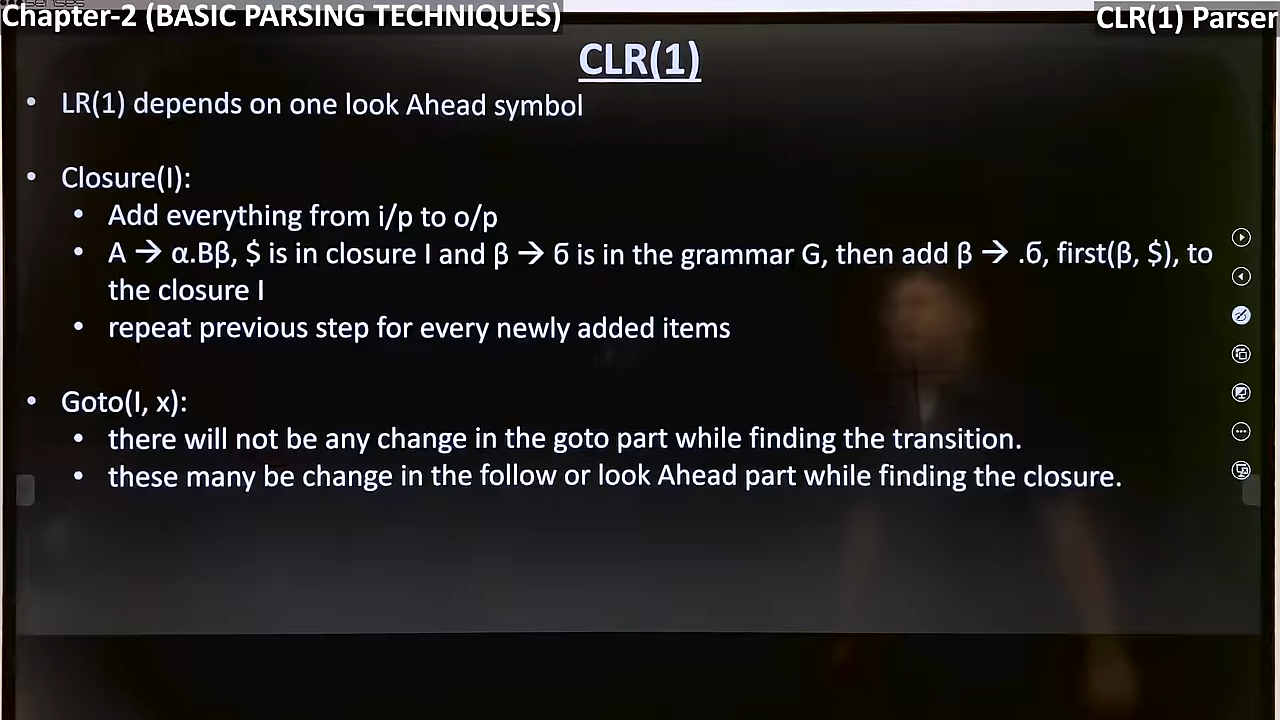 Chapter-2 (BASIC PARSING TECHNIQUES)
CLR(1) Parser
CLR(1)
• LR(1) depends on one look Ahead symbol
• Closure(I):
• Add everything from i/p to o/p
• A → α.Bβ, $ is in closure I and β → б is in the grammar G, then add β → .б, first(β, $), to
the closure I
• repeat previous step for every newly added items
• Goto(I, x):
• there will not be any change in the goto part while finding the transition.
• these many be change in the follow or look Ahead part while finding the closure.